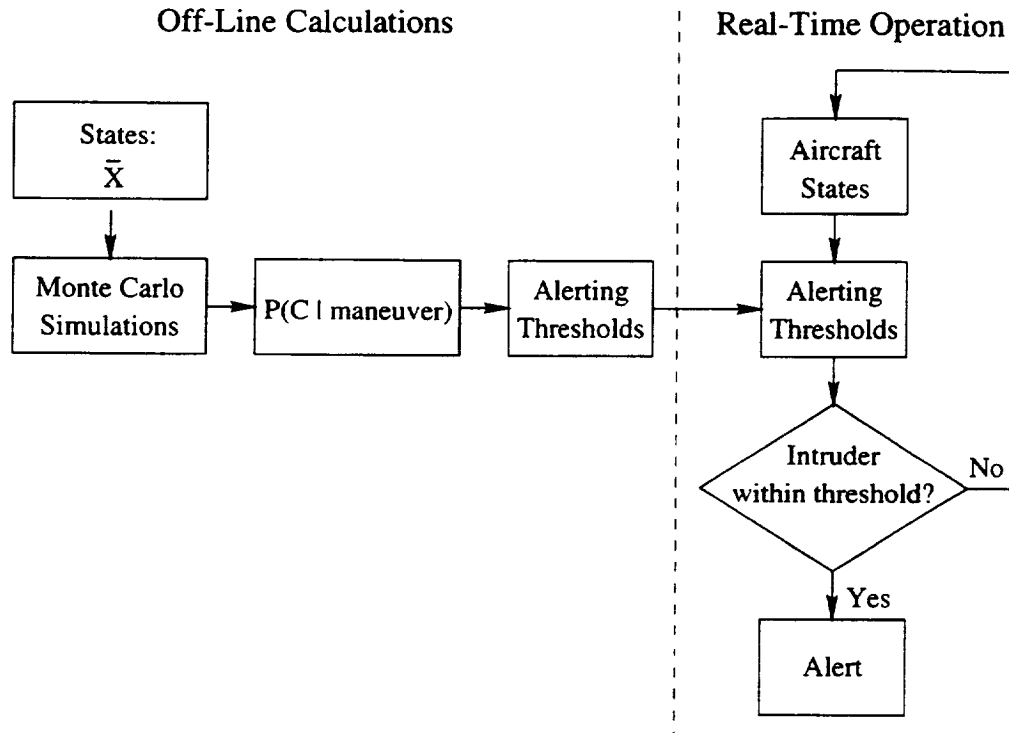 Off-Line Calculations
Real-Time Operation
States:
X̄
Monte Carlo
Simulations
P(C | maneuver)
Alerting
Thresholds
Aircraft
States
Alerting
Thresholds
Intruder
within threshold?
No
Yes
Alert